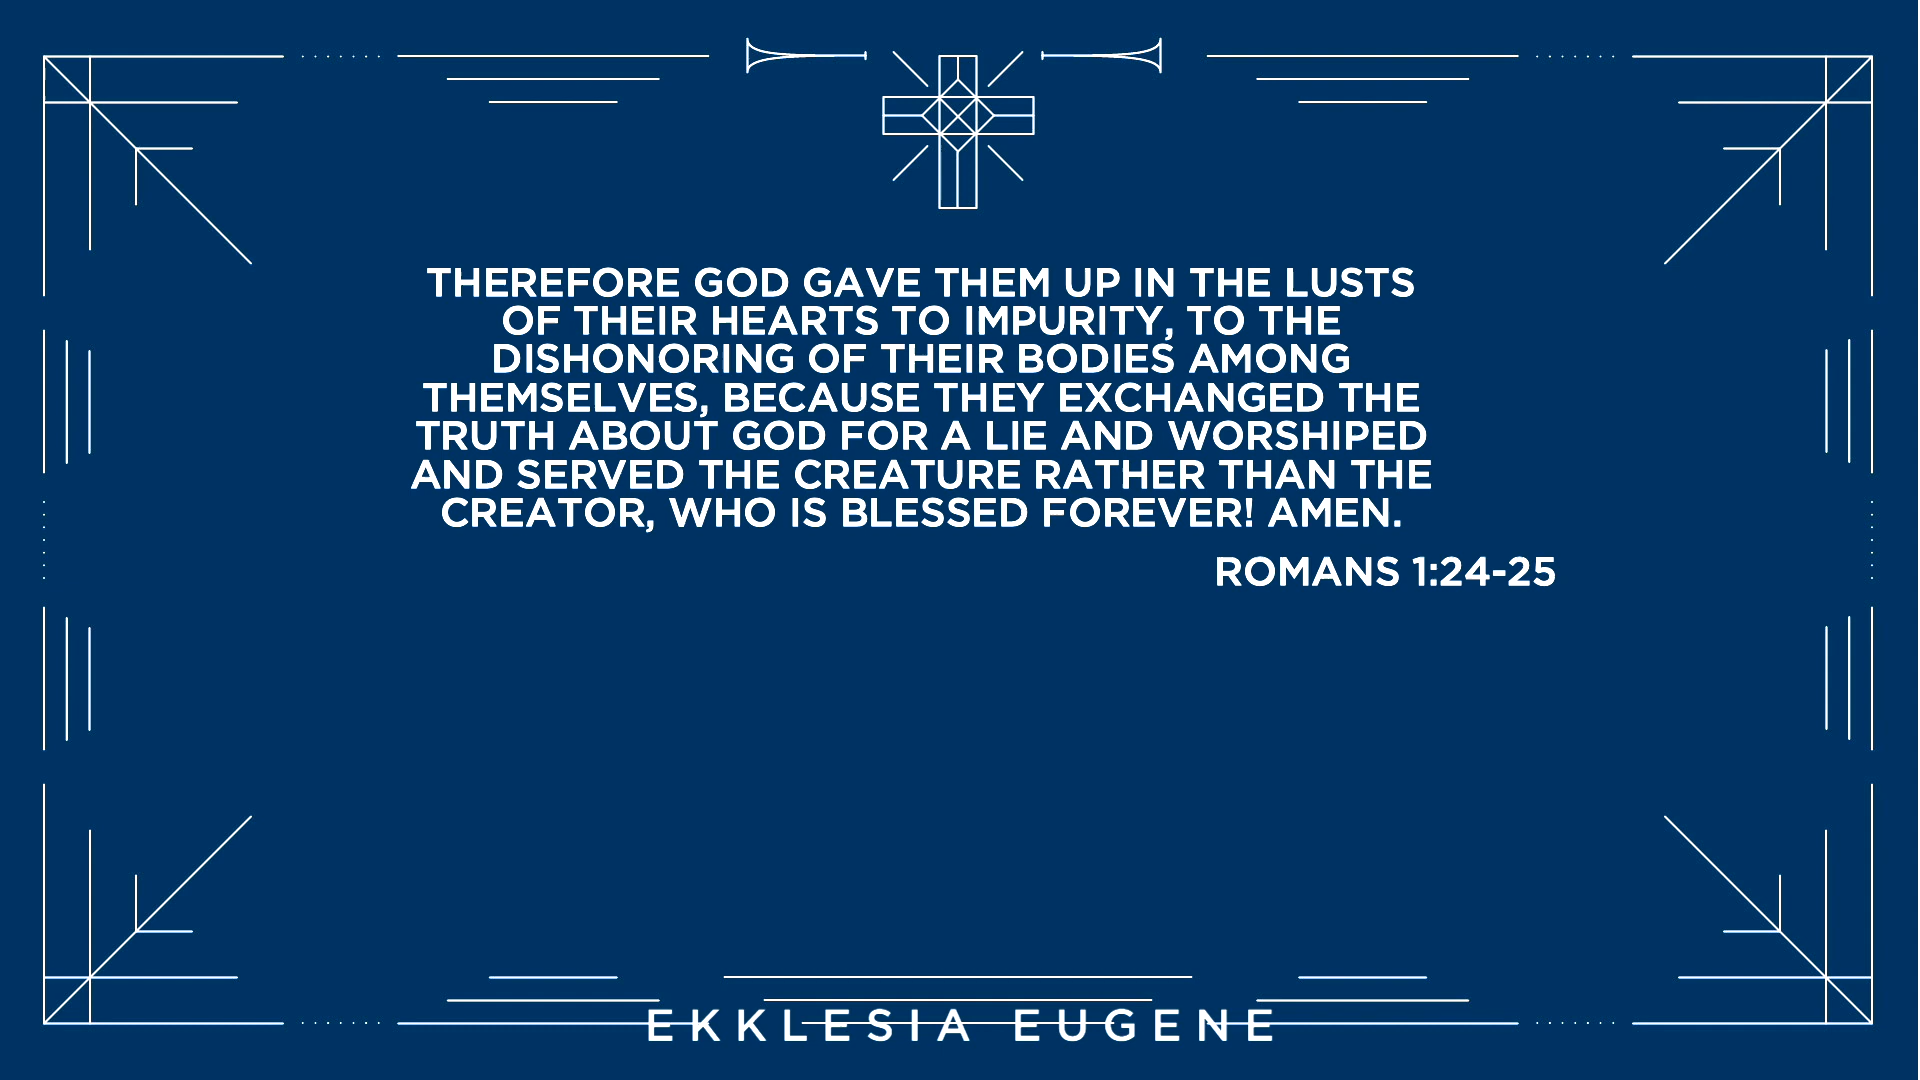 THEREFORE GOD GAVE THEM UP IN THE LUSTS
OF THEIR HEARTS TO IMPURITY, TO THE
DISHONORING OF THEIR BODIES AMONG
THEMSELVES, BECAUSE THEY EXCHANGED THE
TRUTH ABOUT GOD FOR A LIE AND WORSHIPED
AND SERVED THE CREATURE RATHER THAN THE
CREATOR, WHO IS BLESSED FOREVER! AMEN.
ROMANS 1:24-25
EKKLESIA EUGENE